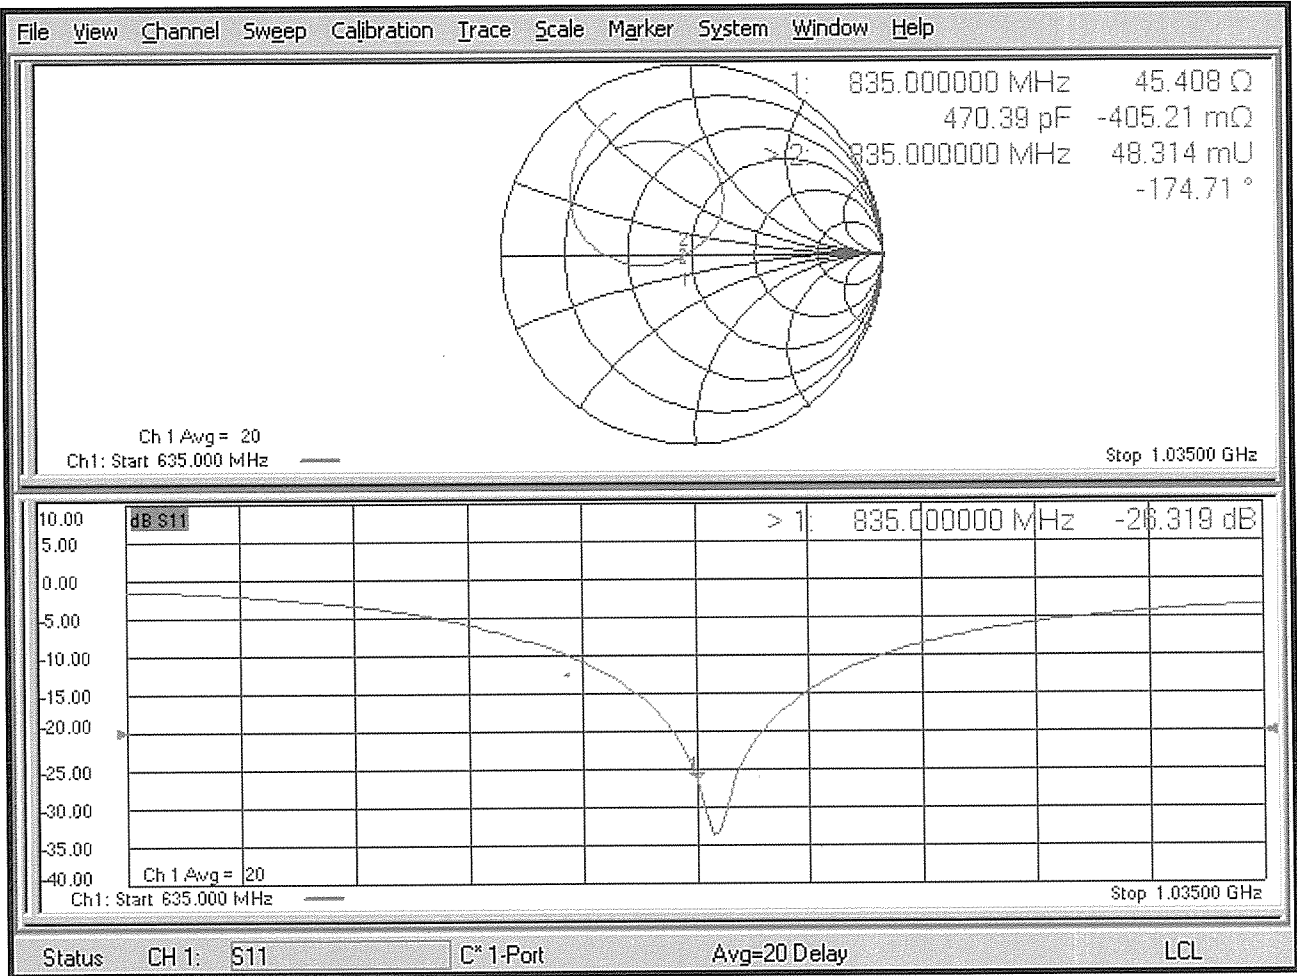 File View Channel Sweep Calibration Trace Scale Marker System Window Help
1: 835.000000 MHz 45.408 Ω
470.39 pF -405.21 mΩ
> 2: 835.000000 MHz 48.314 mU
-174.71 °
2
1
Ch 1 Avg = 20
Ch1: Start 635.000 MHz
Stop 1.03500 GHz
10.00
dB S11
> 1: 835.000000 MHz -26.319 dB
5.00
0.00
-5.00
-10.00
-15.00
-20.00
-25.00
-30.00
-35.00
-40.00
Ch 1 Avg = 20
Ch1: Start 635.000 MHz
Stop 1.03500 GHz
Status CH 1: S11 C* 1-Port Avg=20 Delay LCL